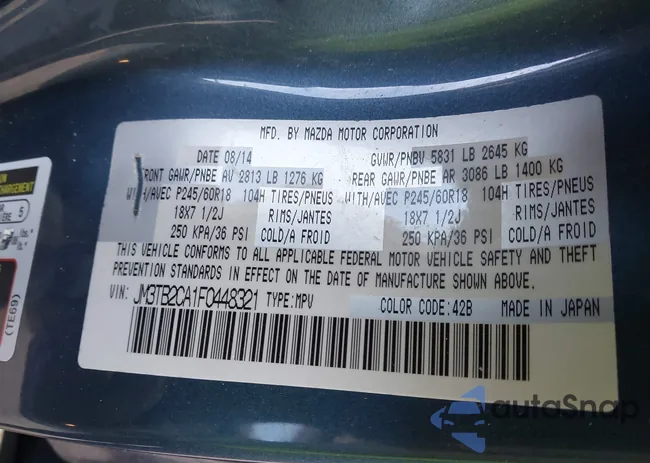 MFD. BY MAZDA MOTOR CORPORATION
DATE 08/14 GVWR/PNBV 5831 LB 2645 KG
FRONT GAWR/PNBE AV 2813 LB 1276 KG REAR GAWR/PNBE AR 3086 LB 1400 KG
WITH/AVEC P245/60R18 104H TIRES/PNEUS WITH/AVEC P245/60R18 104H TIRES/PNEUS
18X7 1/2J RIMS/JANTES 18X7 1/2J RIMS/JANTES
250 KPA/36 PSI COLD/A FROID 250 KPA/36 PSI COLD/A FROID
THIS VEHICLE CONFORMS TO ALL APPLICABLE FEDERAL MOTOR VEHICLE SAFETY AND THEFT
PREVENTION STANDARDS IN EFFECT ON THE DATE OF MANUFACTURE SHOWN ABOVE.
VIN: JM3TB2CA1F0448321 TYPE: MPV COLOR CODE: 42B MADE IN JAPAN
5
(TE69)
autoSnap